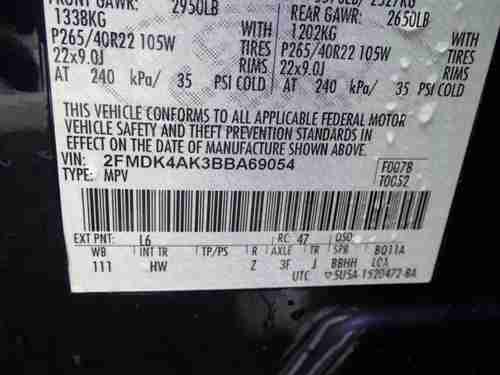 FRONT GAWR: 2950LB REAR GAWR: 2650LB
1338KG WITH 1202KG WITH
P265/40R22 105W TIRES P265/40R22 105W TIRES
22x9.0J RIMS 22x9.0J RIMS
AT 240 kPa/ 35 PSI COLD AT 240 kPa/ 35 PSI COLD
THIS VEHICLE CONFORMS TO ALL APPLICABLE FEDERAL MOTOR
VEHICLE SAFETY AND THEFT PREVENTION STANDARDS IN
EFFECT ON THE DATE OF MANUFACTURE SHOWN ABOVE.
VIN: 2FMDK4AK3BBA69054 F0078
TYPE: MPV T0052
EXT PNT: L6 RC: 47 DSO:
WB INT TR TP/PS R AXLE TR SPR B011A
111 HW Z 3F J BBHH LCA
UTC ▽5U5A-1520472-BA